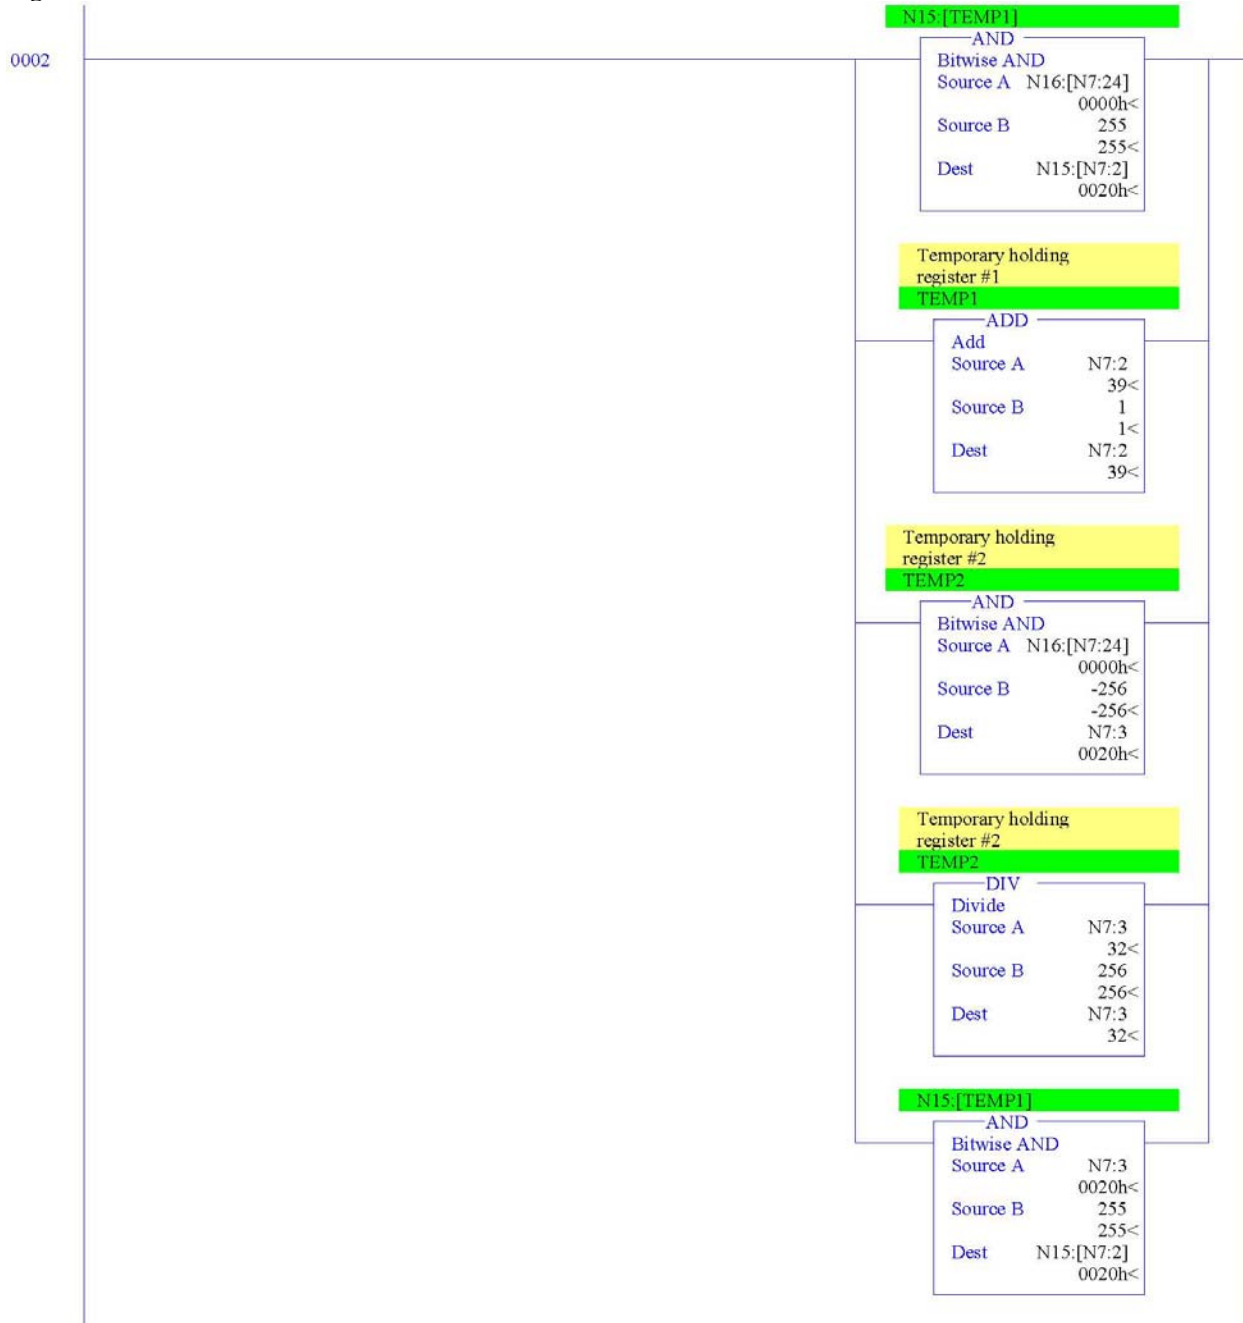 N15:[TEMP1]
AND
0002
Bitwise AND
Source A N16:[N7:24]
0000h<
Source B 255
255<
Dest N15:[N7:2]
0020h<
Temporary holding
register #1
TEMP1
ADD
Add
Source A N7:2
39<
Source B 1
1<
Dest N7:2
39<
Temporary holding
register #2
TEMP2
AND
Bitwise AND
Source A N16:[N7:24]
0000h<
Source B -256
-256<
Dest N7:3
0020h<
Temporary holding
register #2
TEMP2
DIV
Divide
Source A N7:3
32<
Source B 256
256<
Dest N7:3
32<
N15:[TEMP1]
AND
Bitwise AND
Source A N7:3
0020h<
Source B 255
255<
Dest N15:[N7:2]
0020h<